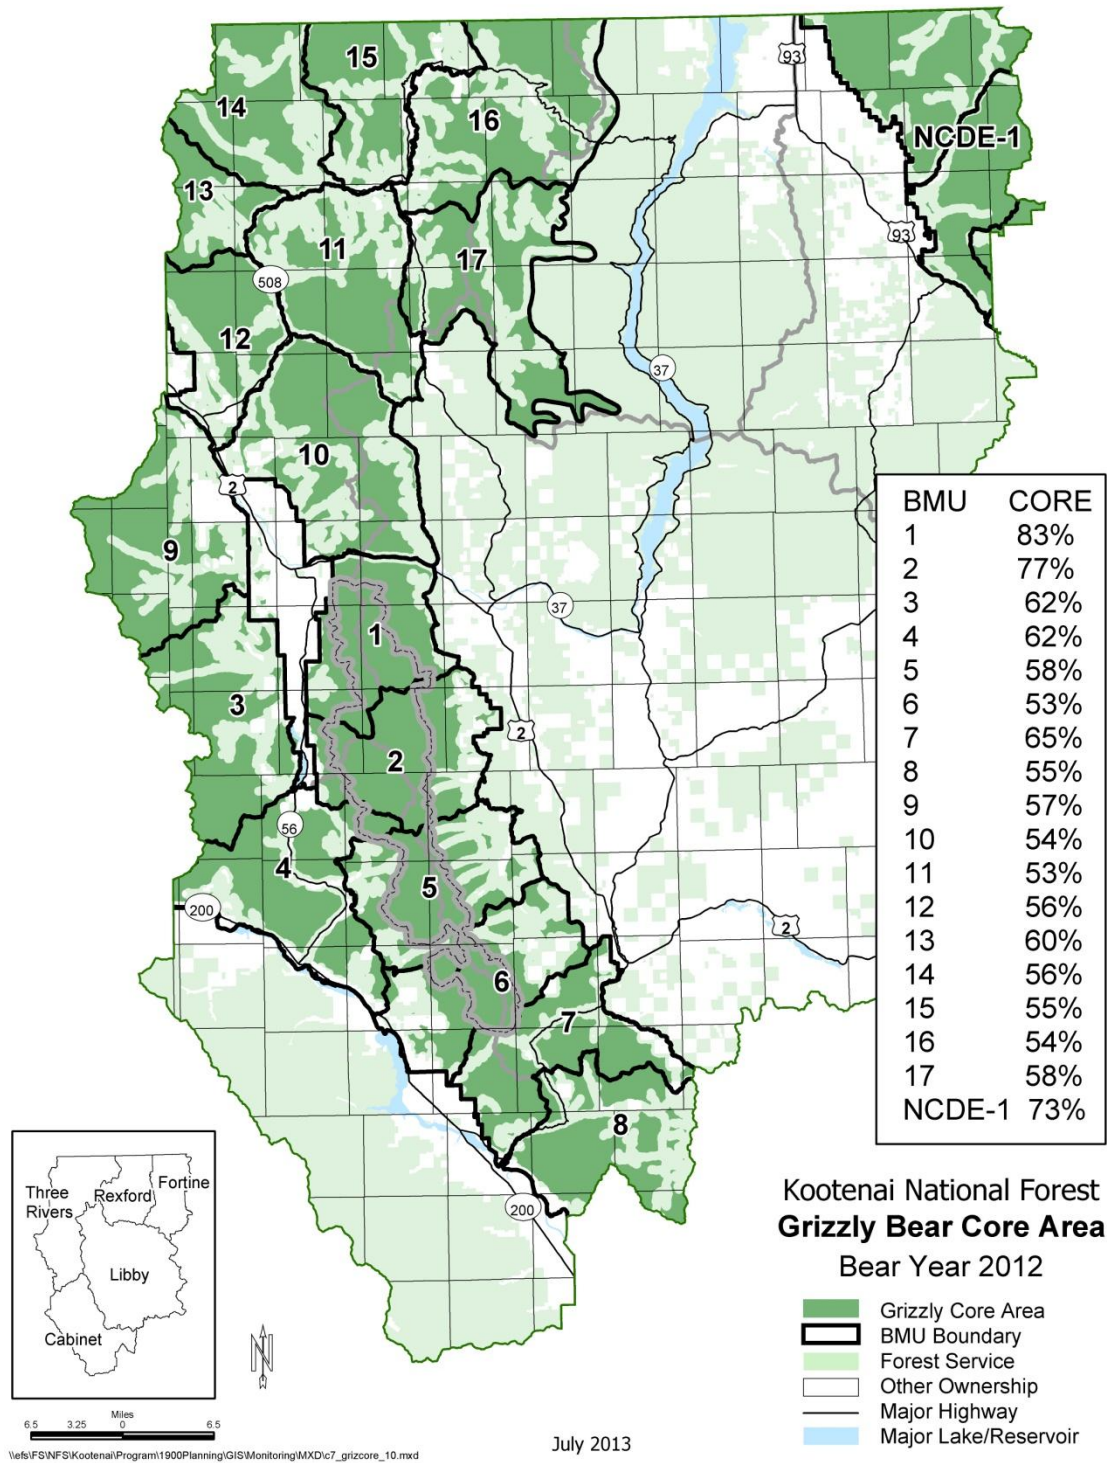 15
93
14
16
NCDE-1
13
11
17
93
508
12
37
10
2
9
37
1
3
2
2
56
4
5
200
2
6
7
8
200
BMU CORE
1 83%
2 77%
3 62%
4 62%
5 58%
6 53%
7 65%
8 55%
9 57%
10 54%
11 53%
12 56%
13 60%
14 56%
15 55%
16 54%
17 58%
NCDE-1 73%
Three
Rivers
Rexford
Fortine
Libby
Cabinet
N
Miles
6.5 3.25 0 6.5
\\efs\FS\NFS\Kootenai\Program\1900Planning\GIS\Monitoring\MXD\c7_grizcore_10.mxd
July 2013
Kootenai National Forest
Grizzly Bear Core Area
Bear Year 2012
Grizzly Core Area
BMU Boundary
Forest Service
Other Ownership
Major Highway
Major Lake/Reservoir